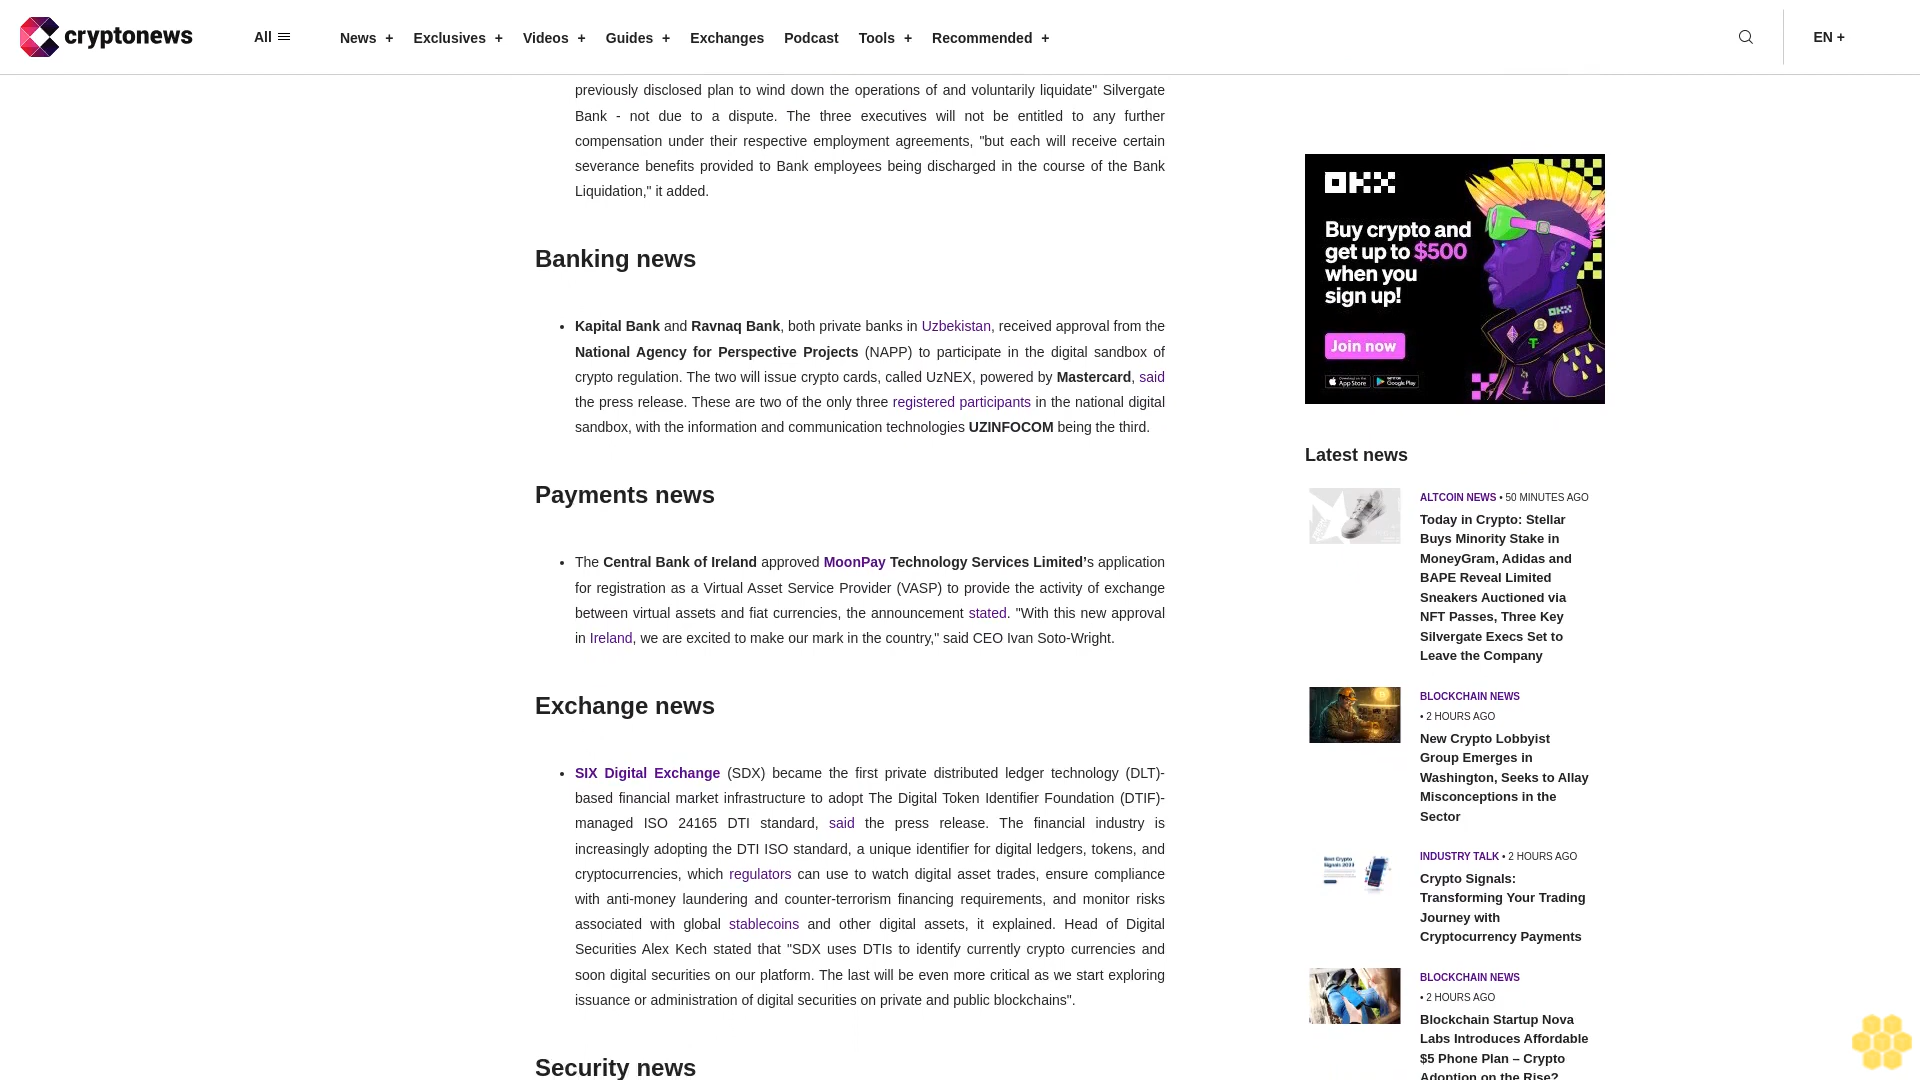 cryptonews
All
News +
Exclusives +
Videos +
Guides +
Exchanges
Podcast
Tools +
Recommended +
EN +
previously disclosed plan to wind down the operations of and voluntarily liquidate" Silvergate
Bank - not due to a dispute. The three executives will not be entitled to any further
compensation under their respective employment agreements, "but each will receive certain
severance benefits provided to Bank employees being discharged in the course of the Bank
Liquidation," it added.
Banking news
• Kapital Bank and Ravnaq Bank, both private banks in Uzbekistan, received approval from the
National Agency for Perspective Projects (NAPP) to participate in the digital sandbox of
crypto regulation. The two will issue crypto cards, called UzNEX, powered by Mastercard, said
the press release. These are two of the only three registered participants in the national digital
sandbox, with the information and communication technologies UZINFOCOM being the third.
Payments news
• The Central Bank of Ireland approved MoonPay Technology Services Limited’s application
for registration as a Virtual Asset Service Provider (VASP) to provide the activity of exchange
between virtual assets and fiat currencies, the announcement stated. "With this new approval
in Ireland, we are excited to make our mark in the country," said CEO Ivan Soto-Wright.
Exchange news
• SIX Digital Exchange (SDX) became the first private distributed ledger technology (DLT)-
based financial market infrastructure to adopt The Digital Token Identifier Foundation (DTIF)-
managed ISO 24165 DTI standard, said the press release. The financial industry is
increasingly adopting the DTI ISO standard, a unique identifier for digital ledgers, tokens, and
cryptocurrencies, which regulators can use to watch digital asset trades, ensure compliance
with anti-money laundering and counter-terrorism financing requirements, and monitor risks
associated with global stablecoins and other digital assets, it explained. Head of Digital
Securities Alex Kech stated that "SDX uses DTIs to identify currently crypto currencies and
soon digital securities on our platform. The last will be even more critical as we start exploring
issuance or administration of digital securities on private and public blockchains".
Security news
OKX
Buy crypto and
get up to $500
when you
sign up!
Join now
App Store
Google Play
OKX
Latest news
ALTCOIN NEWS • 50 MINUTES AGO
Today in Crypto: Stellar
Buys Minority Stake in
MoneyGram, Adidas and
BAPE Reveal Limited
Sneakers Auctioned via
NFT Passes, Three Key
Silvergate Execs Set to
Leave the Company
BLOCKCHAIN NEWS
• 2 HOURS AGO
New Crypto Lobbyist
Group Emerges in
Washington, Seeks to Allay
Misconceptions in the
Sector
Best Crypto
Signals 2023
INDUSTRY TALK • 2 HOURS AGO
Crypto Signals:
Transforming Your Trading
Journey with
Cryptocurrency Payments
BLOCKCHAIN NEWS
• 2 HOURS AGO
Blockchain Startup Nova
Labs Introduces Affordable
$5 Phone Plan – Crypto
Adoption on the Rise?